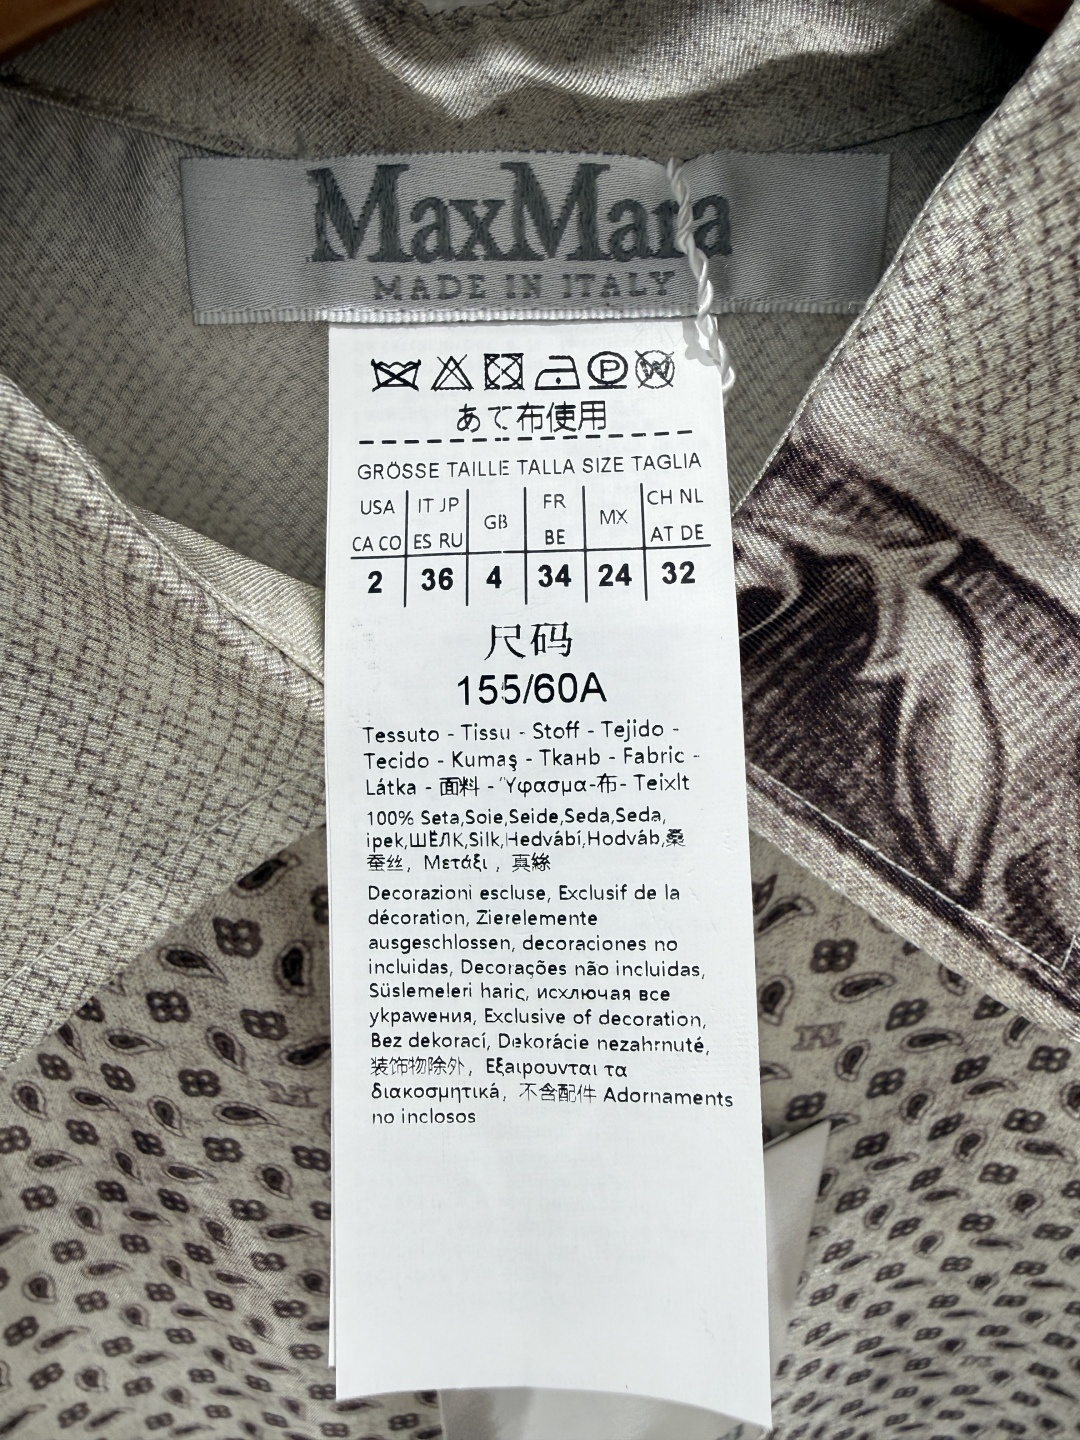 MaxMara
MADE IN ITALY
P W
あて布使用
GRÖSSE TAILLE TALLA SIZE TAGLIA
USA IT JP GB FR MX CH NL
CA CO ES RU BE AT DE
2 36 4 34 24 32
尺码
155/60A
Tessuto - Tissu - Stoff - Tejido -
Tecido - Kumaş - Ткань - Fabric -
Látka - 面料 - Ύφασμα-布- Teixlt
100% Seta,Soie,Seide,Seda,Seda,
ipek,ШЁЛК,Silk,Hedvábí,Hodváb,桑
蚕丝, Μετάξι , 真絲
Decorazioni escluse, Exclusif de la
décoration, Zierelemente
ausgeschlossen, decoraciones no
incluidas, Decorações não incluidas,
Süslemeleri hariç, исключая все
украшения, Exclusive of decoration,
Bez dekorací, Dekorácie nezahrnuté,
装饰物除外, Εξαιρουνται τα
διακοσμητικά, 不含配件 Adornaments
no inclosos